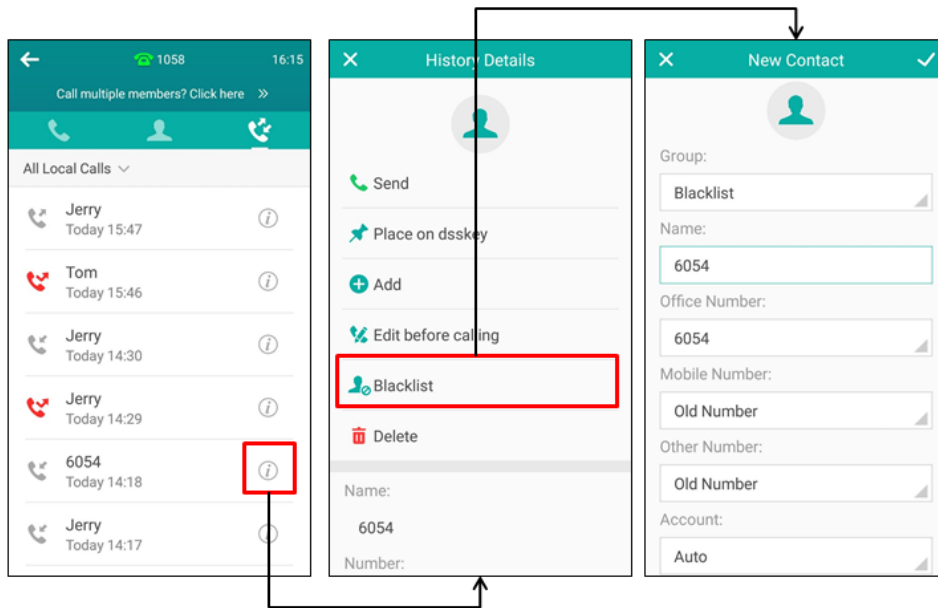 1058
16:15
Call multiple members? Click here »
All Local Calls
Jerry
Today 15:47
Tom
Today 15:46
Jerry
Today 14:30
Jerry
Today 14:29
6054
Today 14:18
Jerry
Today 14:17
History Details
Send
Place on dsskey
Add
Edit before calling
Blacklist
Delete
Name:
6054
Number:
New Contact
Group:
Blacklist
Name:
6054
Office Number:
6054
Mobile Number:
Old Number
Other Number:
Old Number
Account:
Auto